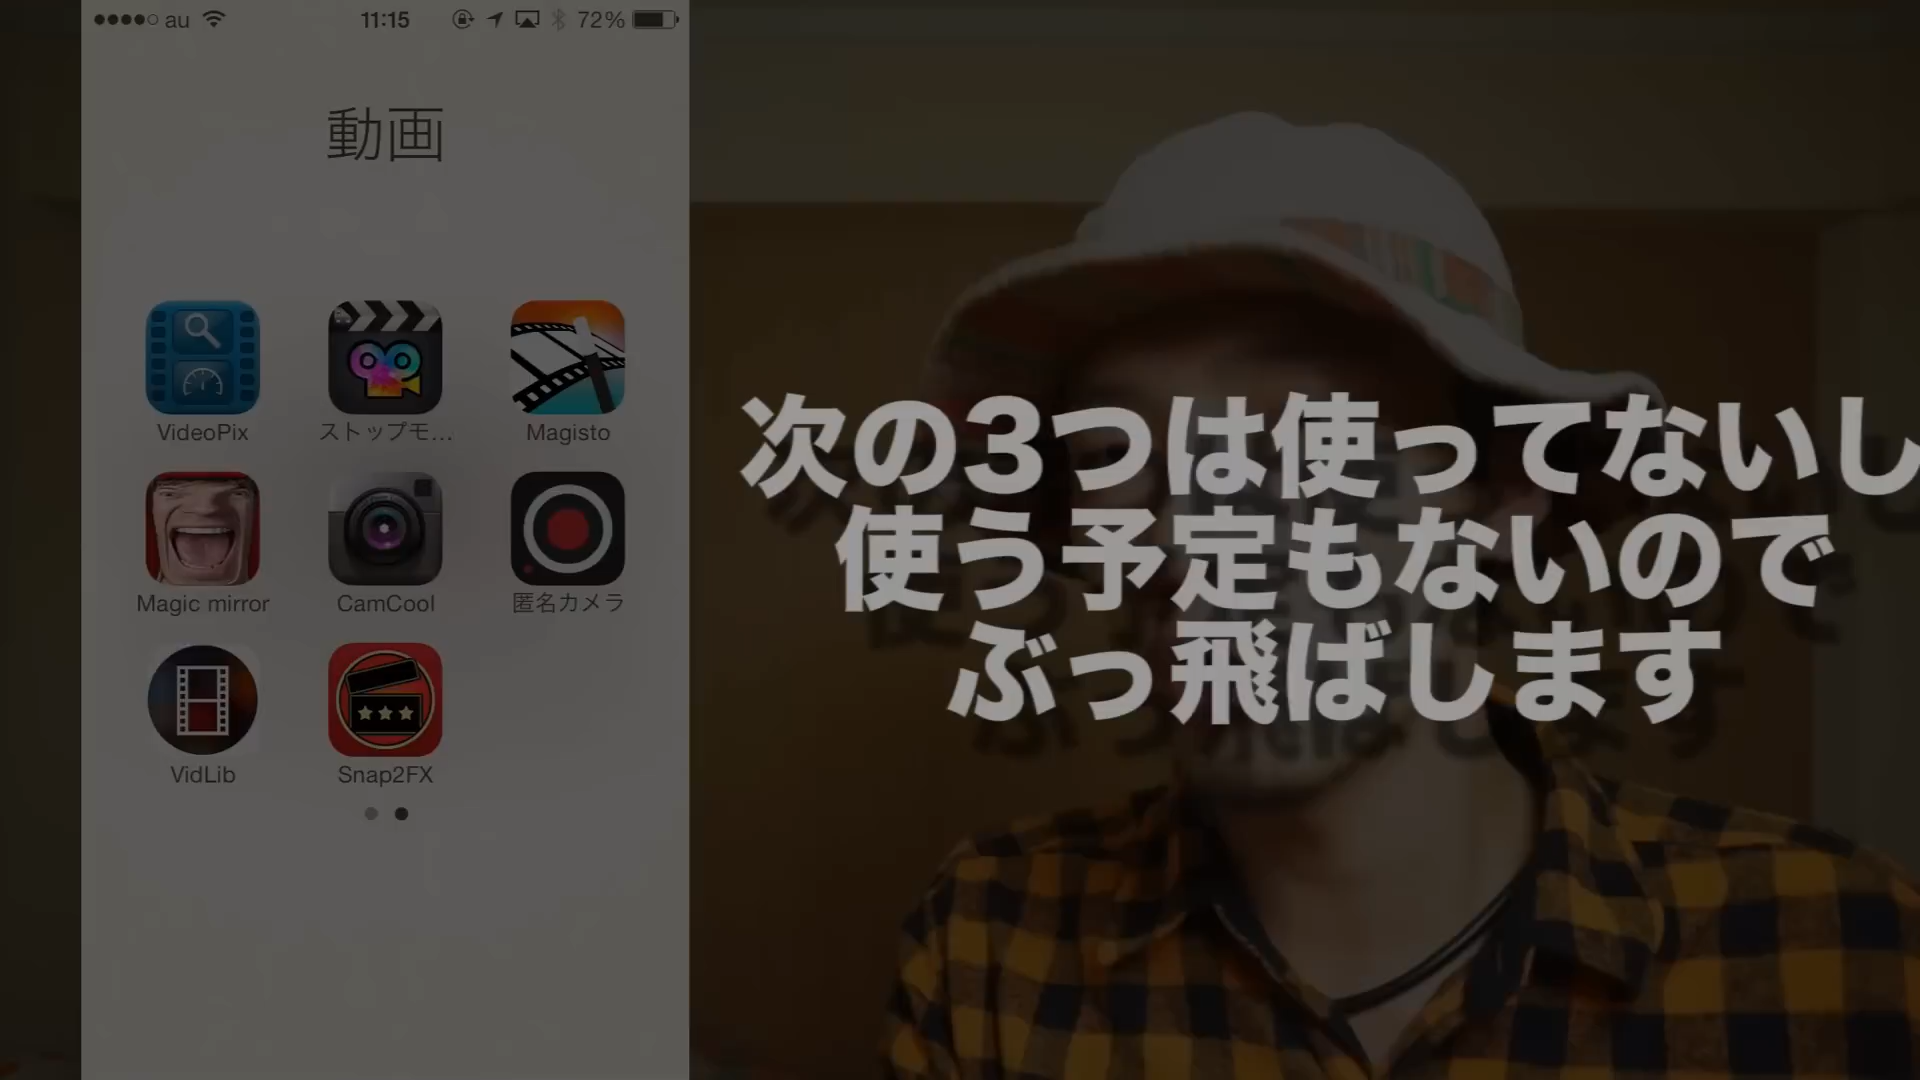 au 11:15 72%
動画
VideoPix ストップモ... Magisto
Magic mirror CamCool 匿名カメラ
VidLib Snap2FX
次の3つは使ってないし
使う予定もないので
ぶっ飛ばします